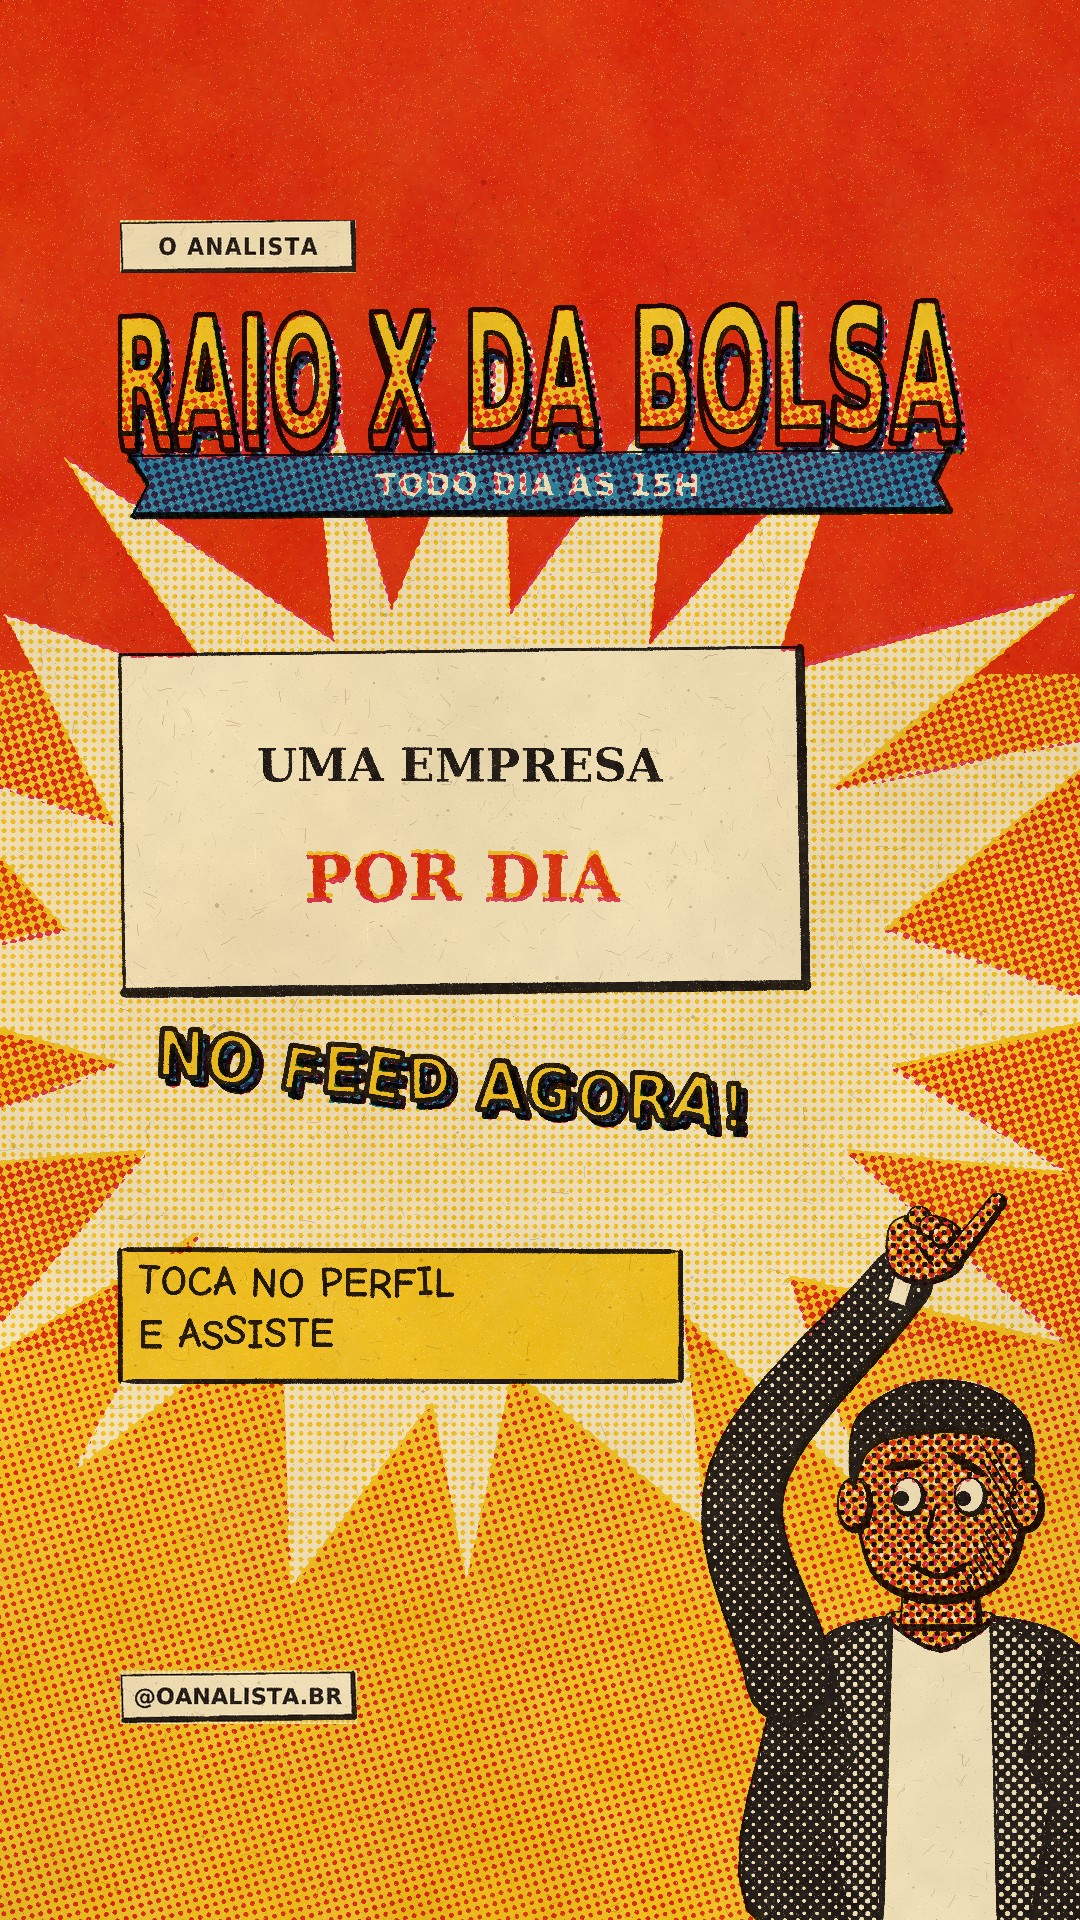 O ANALISTA
RAIO X DA BOLSA
TODO DIA ÀS 15H
UMA EMPRESA
POR DIA
NO FEED AGORA!
TOCA NO PERFIL
E ASSISTE
@OANALISTA.BR